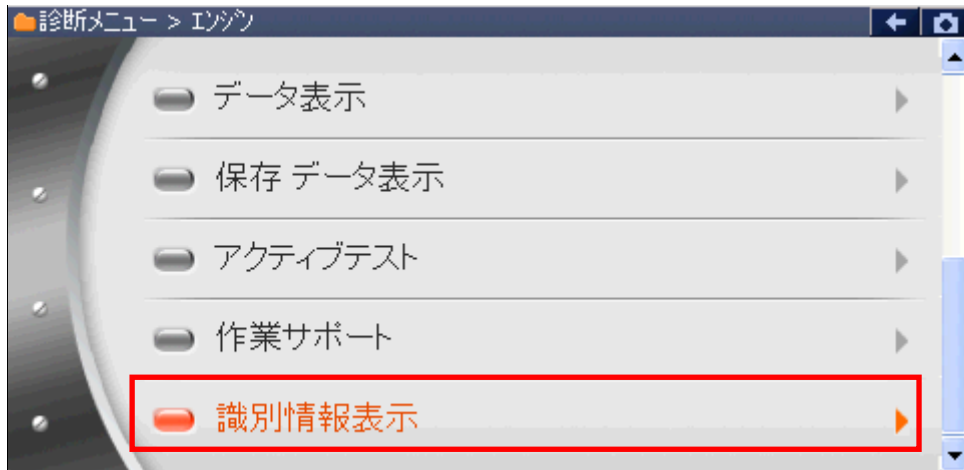 診断メニュー > エンジン
データ表示
保存 データ表示
アクティブテスト
作業サポート
識別情報表示